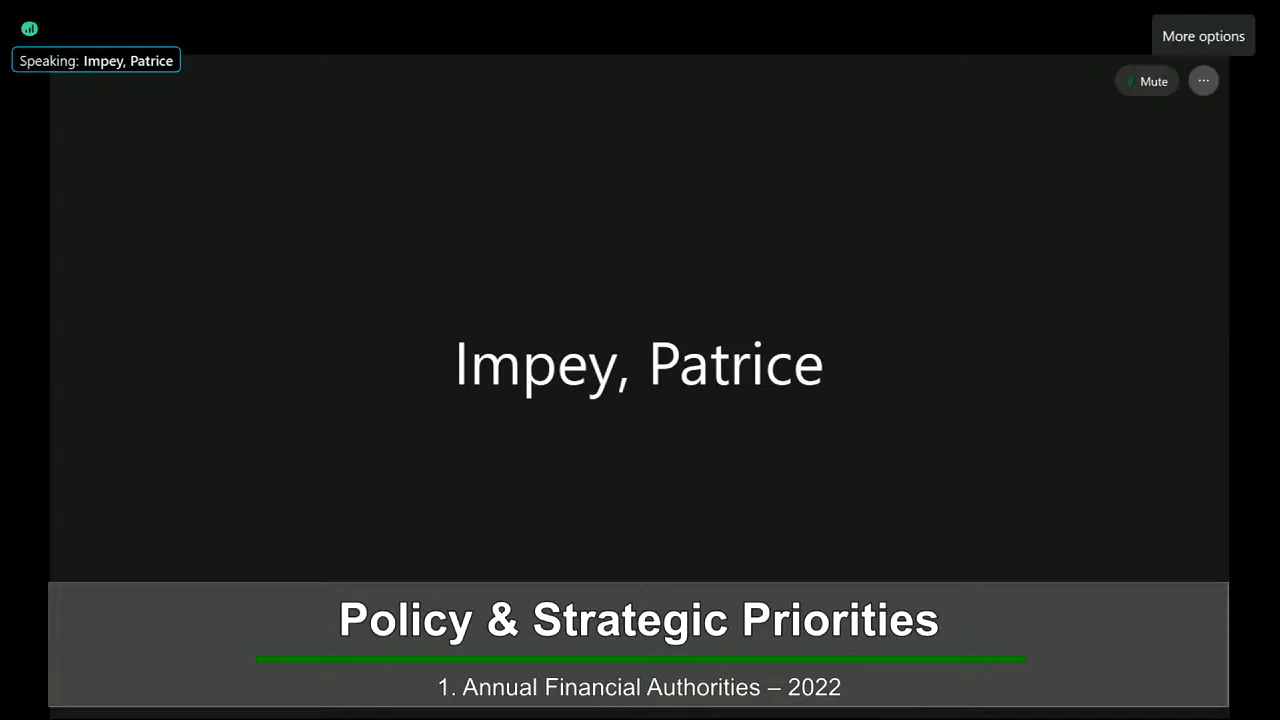 More options
Speaking: Impey, Patrice
Mute
Impey, Patrice
Policy & Strategic Priorities
1. Annual Financial Authorities – 2022